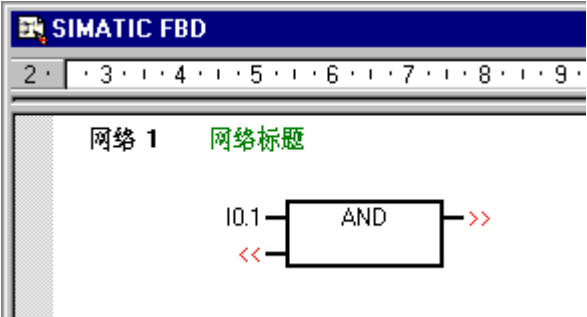 SIMATIC FBD
2 · · 3 · ı · 4 · ı · 5 · ı · 6 · ı · 7 · ı · 8 · ı · 9 ·
网络 1 网络标题
I0.1 AND >>
<<